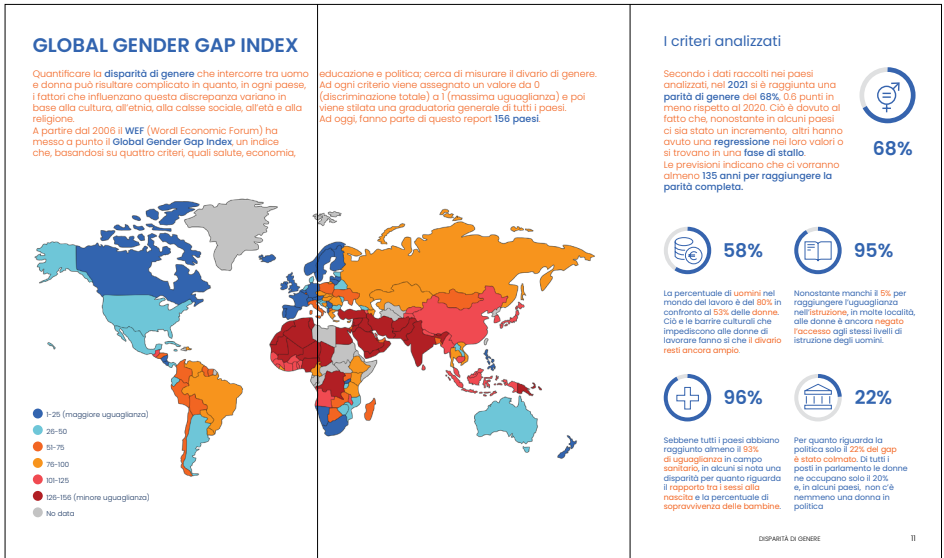 GLOBAL GENDER GAP INDEX
Quantificare la disparità di genere che intercorre tra uomo
e donna può risultare complicato in quanto, in ogni paese,
i fattori che influenzano questa discrepanza variano in
base alla cultura, all'etnia, alla calsse sociale, all'età e alla
religione.
A partire dal 2006 il WEF (Wordl Economic Forum) ha
messo a punto il Global Gender Gap Index, un indice
che, basandosi su quattro criteri, quali salute, economia,
educazione e politica; cerca di misurare il divario di genere.
Ad ogni criterio viene assegnato un valore da 0
(discriminazione totale) a 1 (massima uguaglianza) e poi
viene stilata una graduatoria generale di tutti i paesi.
Ad oggi, fanno parte di questo report 156 paesi.
1-25 (maggiore uguaglianza)
26-50
51-75
76-100
101-125
126-156 (minore uguaglianza)
No data
I criteri analizzati
Secondo i dati raccolti nei paesi
analizzati, nel 2021 si è raggiunta una
parità di genere del 68%, 0.6 punti in
meno rispetto al 2020. Ciò è dovuto al
fatto che, nonostante in alcuni paesi
ci sia stato un incremento, altri hanno
avuto una regressione nei loro valori o
si trovano in una fase di stallo.
Le previsioni indicano che ci vorranno
almeno 135 anni per raggiungere la
parità completa.
68%
58%
La percentuale di uomini nel
mondo del lavoro è del 80% in
confronto al 53% delle donne.
Ciò e le barrire culturali che
impediscono alle donne di
lavorare fanno sì che il divario
resti ancora ampio.
95%
Nonostante manchi il 5% per
raggiungere l'uguaglianza
nell'istruzione, in molte località,
alle donne è ancora negato
l'accesso agli stessi livelli di
istruzione degli uomini.
96%
Sebbene tutti i paesi abbiano
raggiunto almeno il 93%
di uguaglianza in campo
sanitario, in alcuni si nota una
disparità per quanto riguarda
il rapporto tra i sessi alla
nascita e la percentuale di
sopravvivenza delle bambine.
22%
Per quanto riguarda la
politica solo il 22% del gap
è stato colmato. Di tutti i
posti in parlamento le donne
ne occupano solo il 20%
e, in alcuni paesi, non c'è
nemmeno una donna in
politica
DISPARITÀ DI GENERE
11